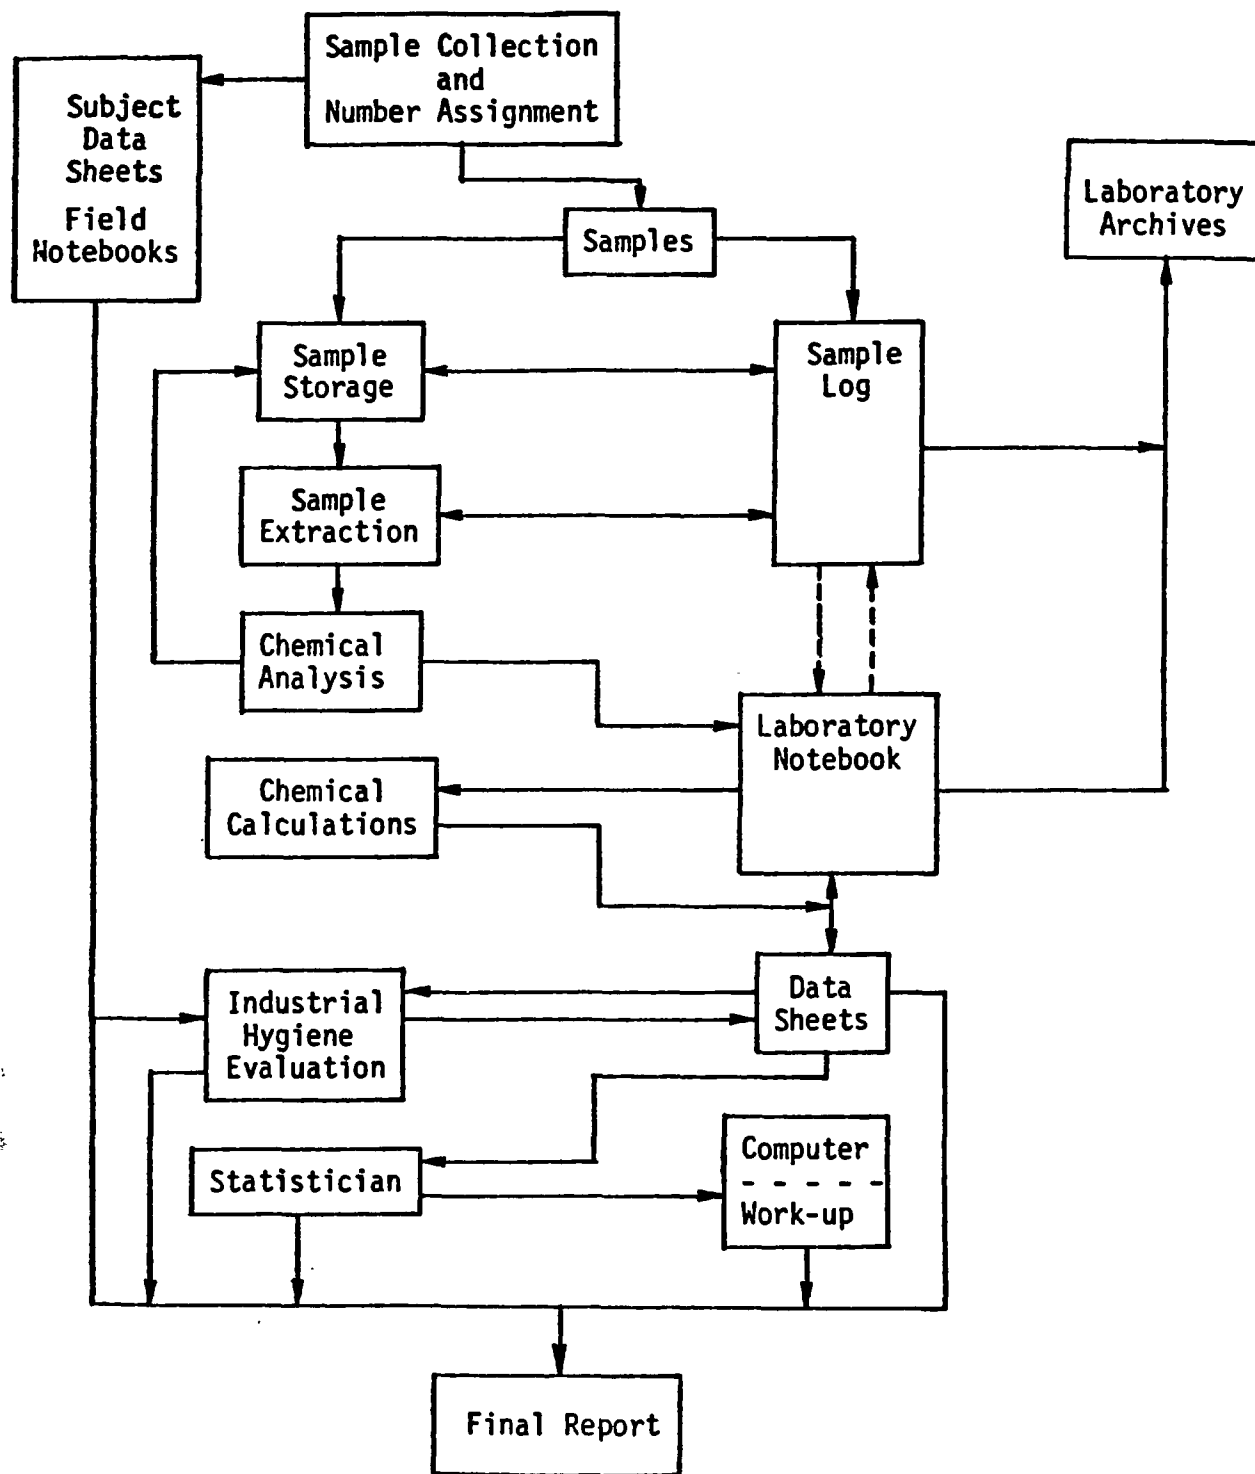 Sample Collection
and
Number Assignment
Subject
Data
Sheets
Field
Notebooks
Laboratory
Archives
Samples
Sample
Storage
Sample
Log
Sample
Extraction
Chemical
Analysis
Laboratory
Notebook
Chemical
Calculations
Data
Sheets
Industrial
Hygiene
Evaluation
Computer
Work-up
Statistician
Final Report